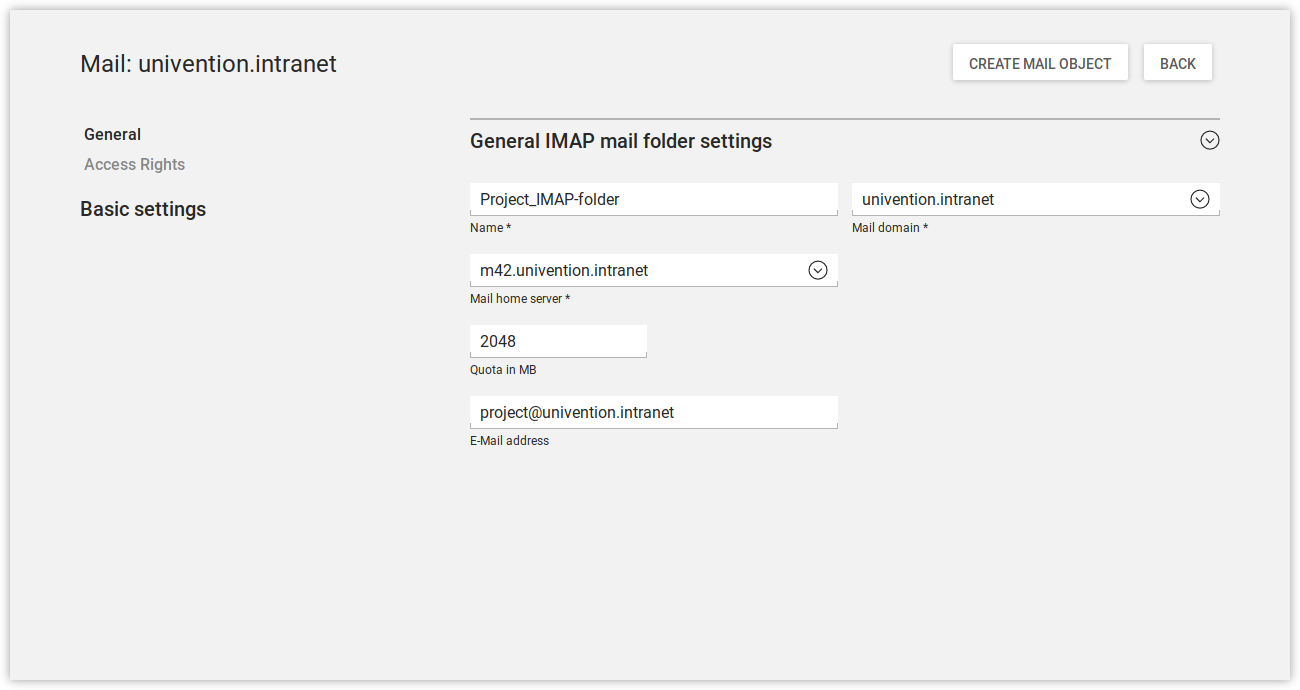 Mail: univention.intranet
CREATE MAIL OBJECT
BACK
General
Access Rights
Basic settings
General IMAP mail folder settings
Project_IMAP-folder
Name *
univention.intranet
Mail domain *
m42.univention.intranet
Mail home server *
2048
Quota in MB
project@univention.intranet
E-Mail address